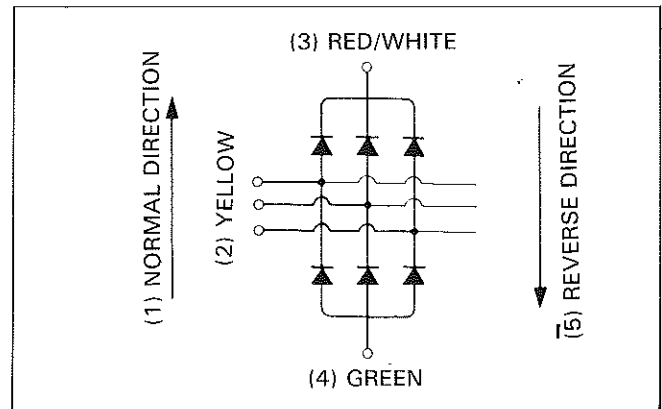 (3) RED/WHITE
(1) NORMAL DIRECTION
(2) YELLOW
(5) REVERSE DIRECTION
(4) GREEN